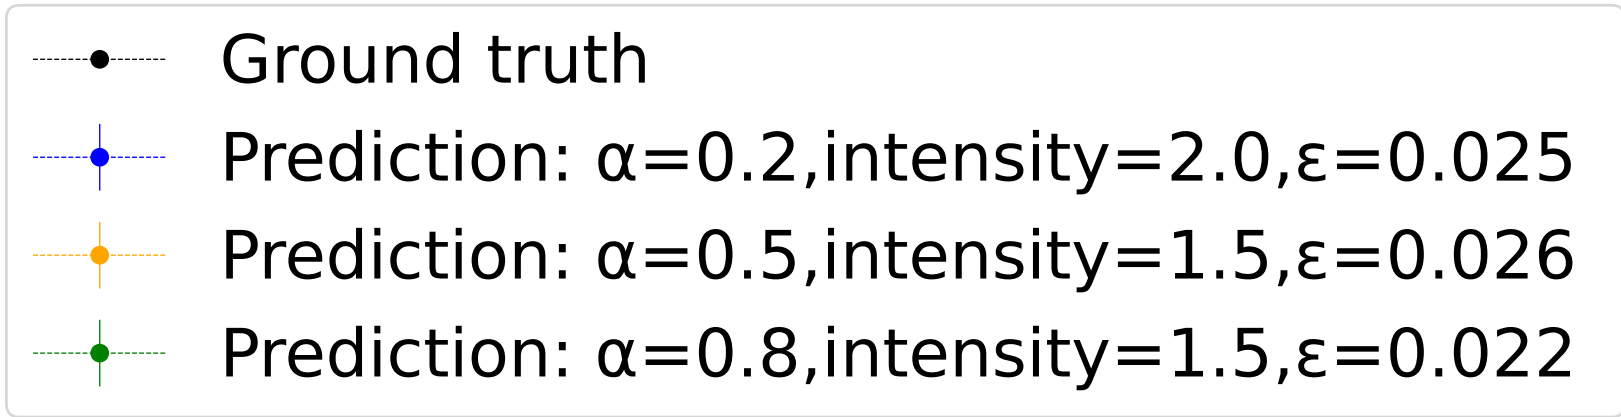 Ground truth
Prediction: α=0.2,intensity=2.0,ε=0.025
Prediction: α=0.5,intensity=1.5,ε=0.026
Prediction: α=0.8,intensity=1.5,ε=0.022